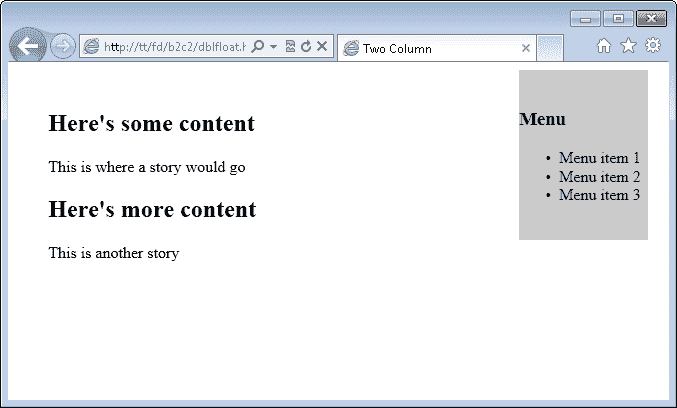 http://tt/fd/b2c2/dblfloat.h
Two Column
Here's some content
This is where a story would go
Here's more content
This is another story
Menu
• Menu item 1
• Menu item 2
• Menu item 3